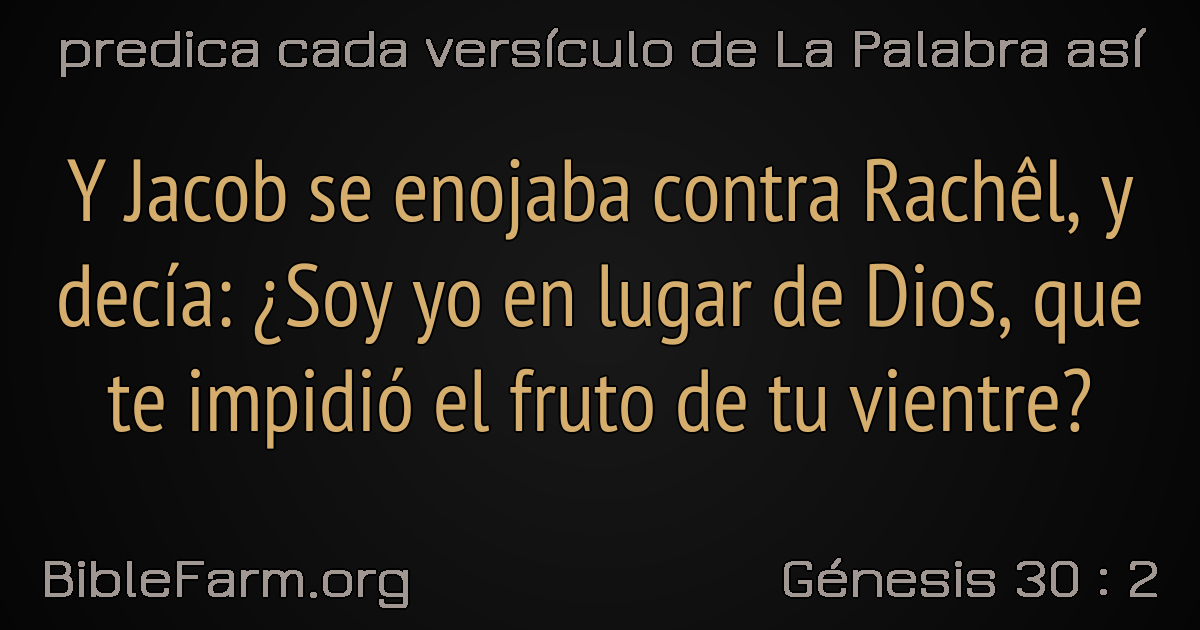 predica cada versículo de La Palabra así
Y Jacob se enojaba contra Rachêl, y
decía: ¿Soy yo en lugar de Dios, que
te impidió el fruto de tu vientre?
BibleFarm.org
Génesis 30 : 2